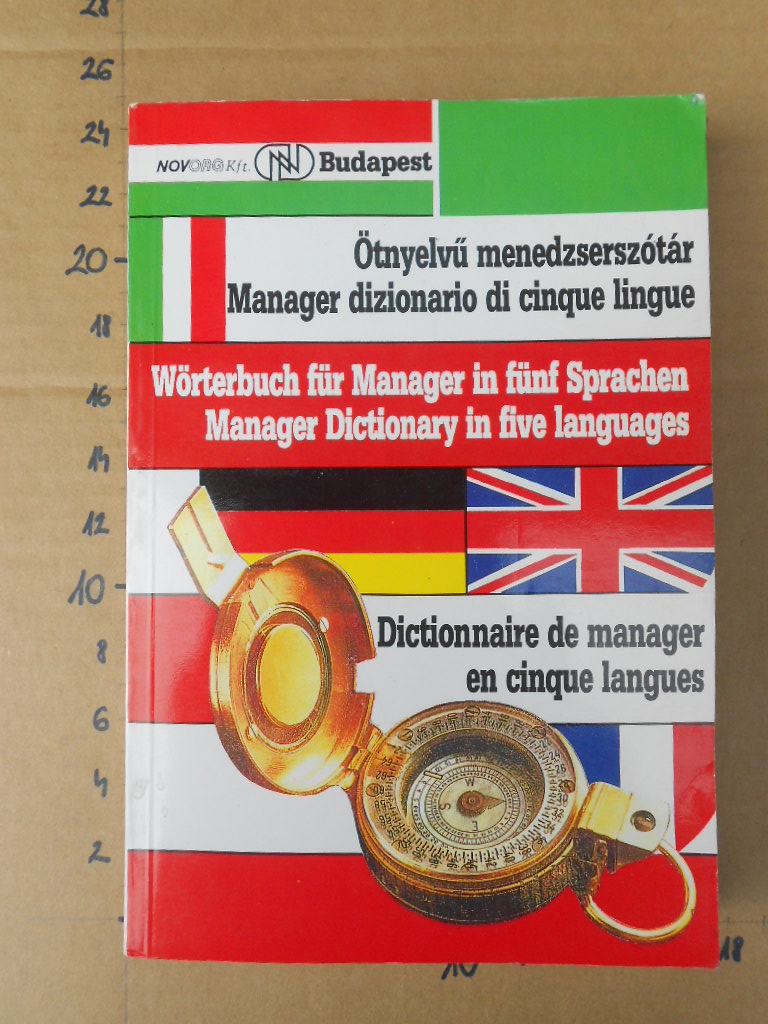 28
26
24
22
20
18
16
14
12
10
8
6
4
2
10
18
NOVORG Kft. Budapest
Ötnyelvű menedzserszótár
Manager dizionario di cinque lingue
Wörterbuch für Manager in fünf Sprachen
Manager Dictionary in five languages
Dictionnaire de manager
en cinque langues
W
S
E